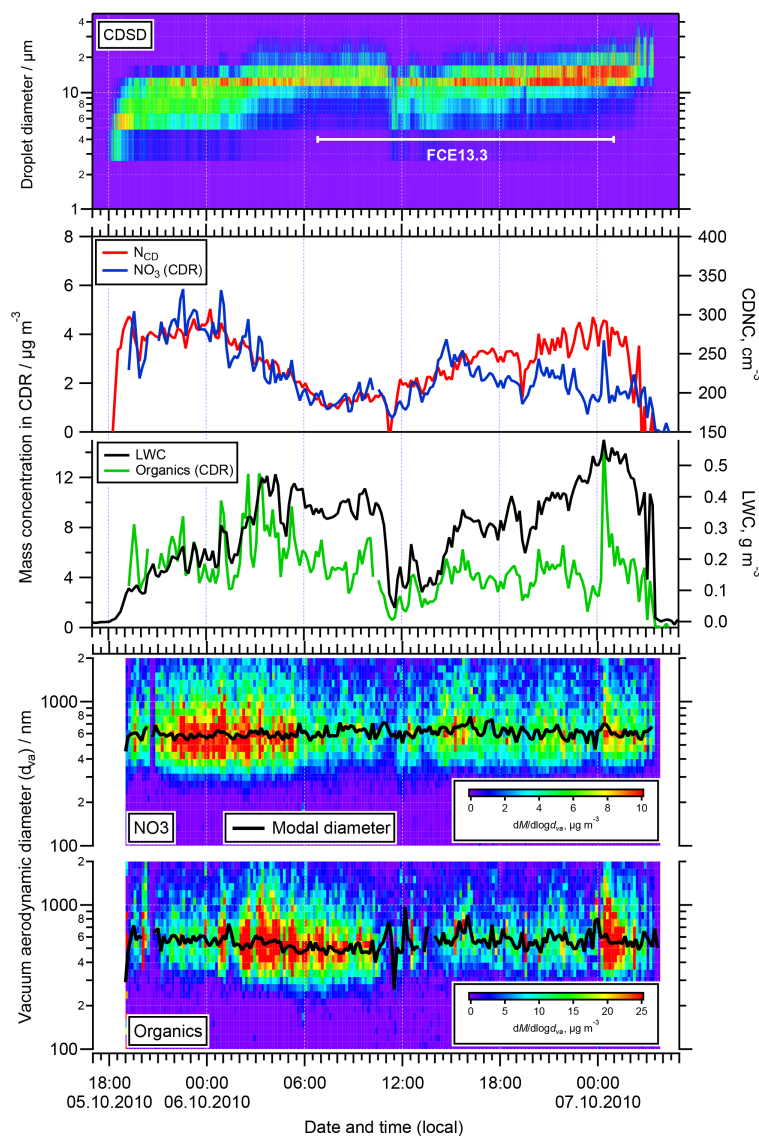 CDSD
Droplet diameter / µm
4
2
10
8
6
4
2
1
FCE13.3
N_CD
NO₃ (CDR)
Mass concentration in CDR / µg m⁻³
8
6
4
2
0
400
350
300
250
200
150
CDNC, cm⁻³
LWC
Organics (CDR)
12
8
4
0
0.5
0.4
0.3
0.2
0.1
0.0
LWC, g m⁻³
Vacuum aerodynamic diameter (d_va) / nm
2
1000
8
6
4
2
100
NO3
Modal diameter
0 2 4 6 8 10
dM/dlogd_va, µg m⁻³
2
1000
8
6
4
2
100
Organics
0 5 10 15 20 25
dM/dlogd_va, µg m⁻³
18:00 00:00 06:00 12:00 18:00 00:00
05.10.2010 06.10.2010 07.10.2010
Date and time (local)